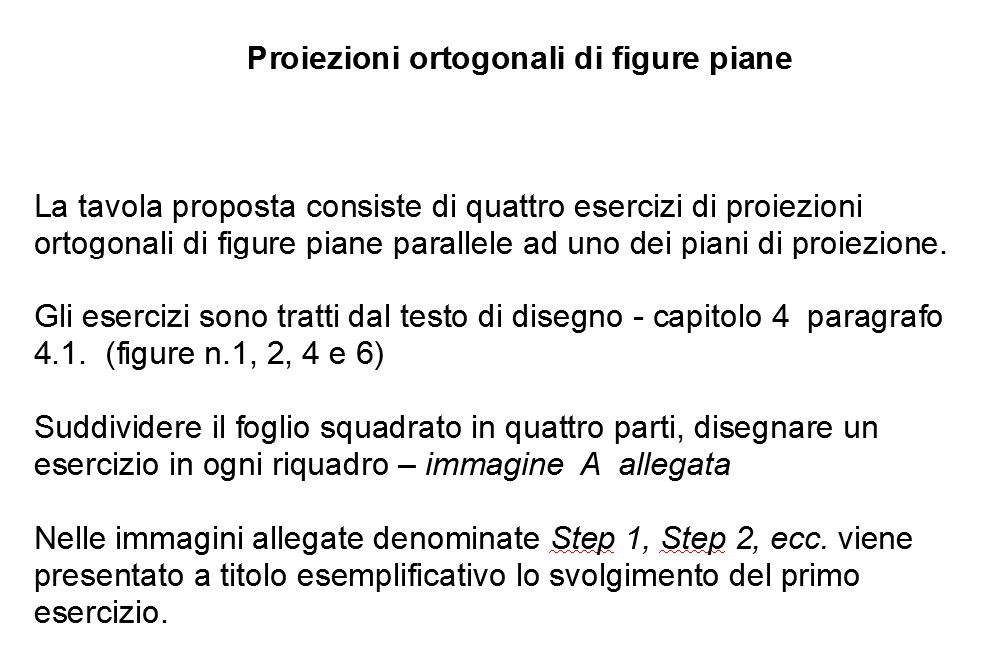 Proiezioni ortogonali di figure piane
La tavola proposta consiste di quattro esercizi di proiezioni
ortogonali di figure piane parallele ad uno dei piani di proiezione.
Gli esercizi sono tratti dal testo di disegno - capitolo 4 paragrafo
4.1. (figure n.1, 2, 4 e 6)
Suddividere il foglio squadrato in quattro parti, disegnare un
esercizio in ogni riquadro – immagine A allegata
Nelle immagini allegate denominate Step 1, Step 2, ecc. viene
presentato a titolo esemplificativo lo svolgimento del primo
esercizio.